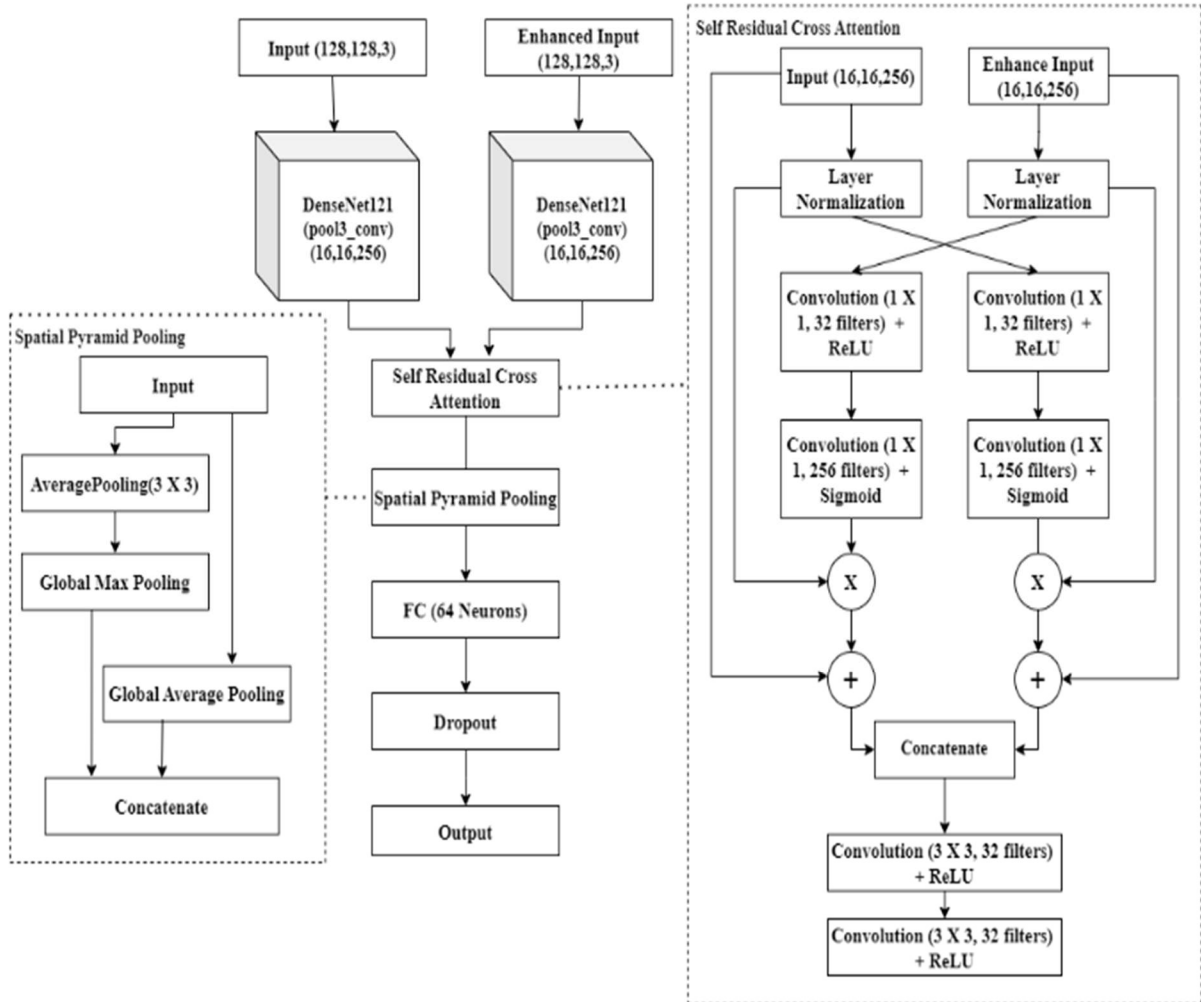 Input (128,128,3)
Enhanced Input
(128,128,3)
DenseNet121
(pool3_conv)
(16,16,256)
DenseNet121
(pool3_conv)
(16,16,256)
Self Residual Cross
Attention
Spatial Pyramid Pooling
FC (64 Neurons)
Dropout
Output
Spatial Pyramid Pooling
Input
AveragePooling(3 X 3)
Global Max Pooling
Global Average Pooling
Concatenate
Self Residual Cross Attention
Input (16,16,256)
Enhance Input
(16,16,256)
Layer
Normalization
Layer
Normalization
Convolution (1 X
1, 32 filters) +
ReLU
Convolution (1 X
1, 32 filters) +
ReLU
Convolution (1 X
1, 256 filters) +
Sigmoid
Convolution (1 X
1, 256 filters) +
Sigmoid
X
X
+
+
Concatenate
Convolution (3 X 3, 32 filters)
+ ReLU
Convolution (3 X 3, 32 filters)
+ ReLU